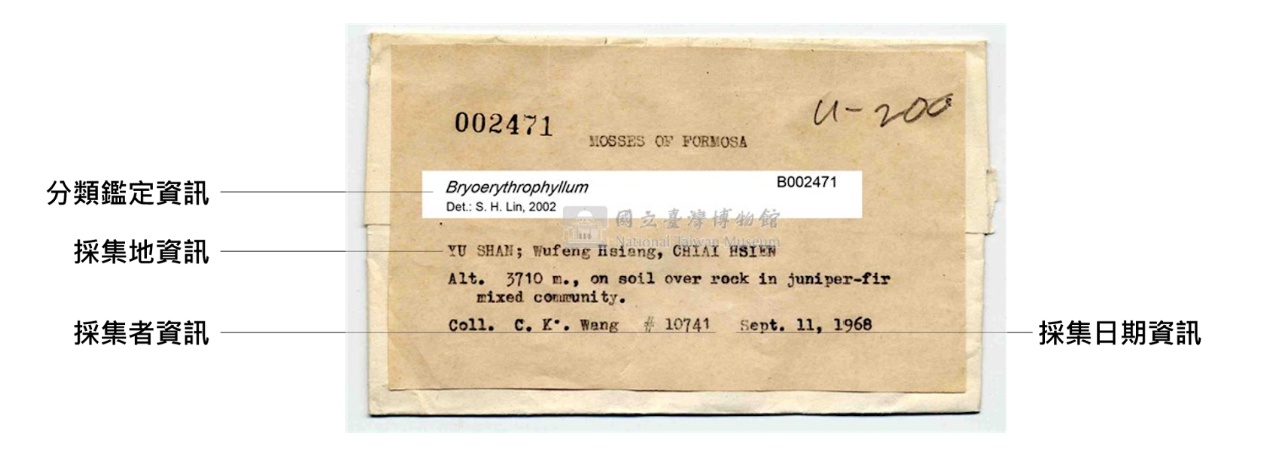 002471
U-200
MOSSES OF FORMOSA
分類鑑定資訊
Bryoerythrophyllum
B002471
Det.: S. H. Lin, 2002
國立臺灣博物館
National Taiwan Museum
採集地資訊
YU SHAN; Wufeng Hsiang, CHIAI HSIEN
Alt. 3710 m., on soil over rock in juniper-fir
mixed community.
採集者資訊
Coll. C. K. Wang # 10741 Sept. 11, 1968
採集日期資訊